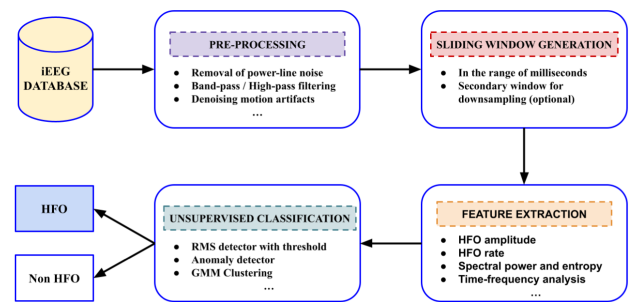 iEEG
DATABASE
PRE-PROCESSING
● Removal of power-line noise
● Band-pass / High-pass filtering
● Denoising motion artifacts
...
SLIDING WINDOW GENERATION
● In the range of milliseconds
● Secondary window for
downsampling (optional)
FEATURE EXTRACTION
● HFO amplitude
● HFO rate
● Spectral power and entropy
● Time-frequency analysis
...
UNSUPERVISED CLASSIFICATION
● RMS detector with threshold
● Anomaly detector
● GMM Clustering
...
HFO
Non HFO